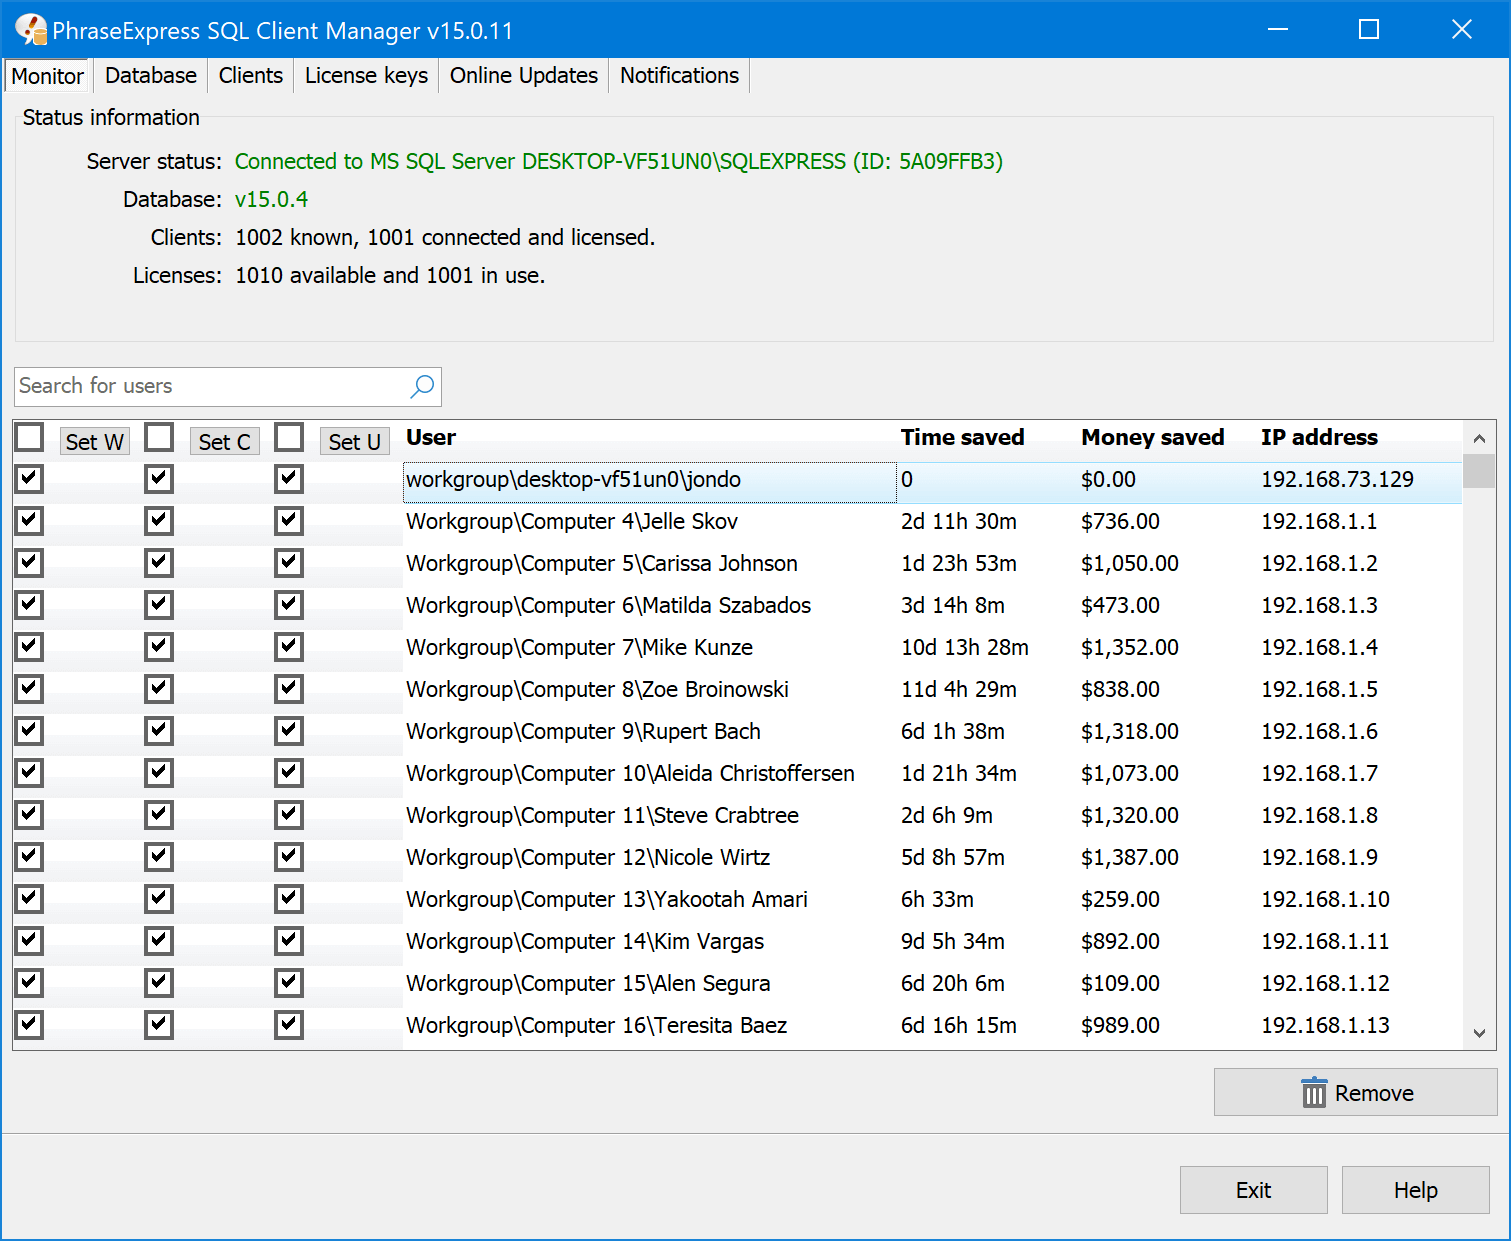 PhraseExpress SQL Client Manager v15.0.11
Monitor Database Clients License keys Online Updates Notifications
Status information
Server status: Connected to MS SQL Server DESKTOP-VF51UN0\SQLEXPRESS (ID: 5A09FFB3)
Database: v15.0.4
Clients: 1002 known, 1001 connected and licensed.
Licenses: 1010 available and 1001 in use.
Search for users
Set W Set C Set U User Time saved Money saved IP address
workgroup\desktop-vf51un0\jondo 0 $0.00 192.168.73.129
Workgroup\Computer 4\Jelle Skov 2d 11h 30m $736.00 192.168.1.1
Workgroup\Computer 5\Carissa Johnson 1d 23h 53m $1,050.00 192.168.1.2
Workgroup\Computer 6\Matilda Szabados 3d 14h 8m $473.00 192.168.1.3
Workgroup\Computer 7\Mike Kunze 10d 13h 28m $1,352.00 192.168.1.4
Workgroup\Computer 8\Zoe Broinowski 11d 4h 29m $838.00 192.168.1.5
Workgroup\Computer 9\Rupert Bach 6d 1h 38m $1,318.00 192.168.1.6
Workgroup\Computer 10\Aleida Christoffersen 1d 21h 34m $1,073.00 192.168.1.7
Workgroup\Computer 11\Steve Crabtree 2d 6h 9m $1,320.00 192.168.1.8
Workgroup\Computer 12\Nicole Wirtz 5d 8h 57m $1,387.00 192.168.1.9
Workgroup\Computer 13\Yakootah Amari 6h 33m $259.00 192.168.1.10
Workgroup\Computer 14\Kim Vargas 9d 5h 34m $892.00 192.168.1.11
Workgroup\Computer 15\Alen Segura 6d 20h 6m $109.00 192.168.1.12
Workgroup\Computer 16\Teresita Baez 6d 16h 15m $989.00 192.168.1.13
Remove
Exit Help